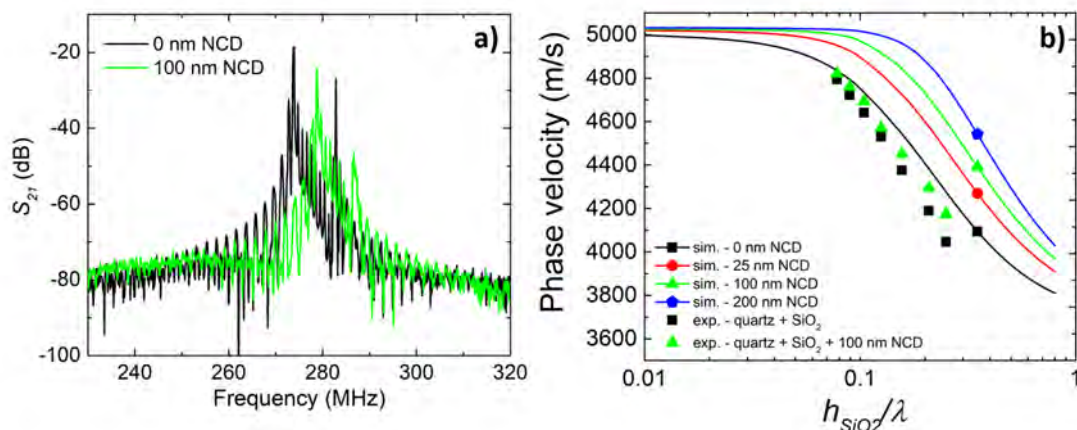 a)
0 nm NCD
100 nm NCD
-20
-40
-60
-80
-100
S21 (dB)
240 260 280 300 320
Frequency (MHz)
b)
5000
4800
4600
4400
4200
4000
3800
3600
Phase velocity (m/s)
sim. - 0 nm NCD
sim. - 25 nm NCD
sim. - 100 nm NCD
sim. - 200 nm NCD
exp. - quartz + SiO2
exp. - quartz + SiO2 + 100 nm NCD
0.01 0.1 1
hSiO2/λ